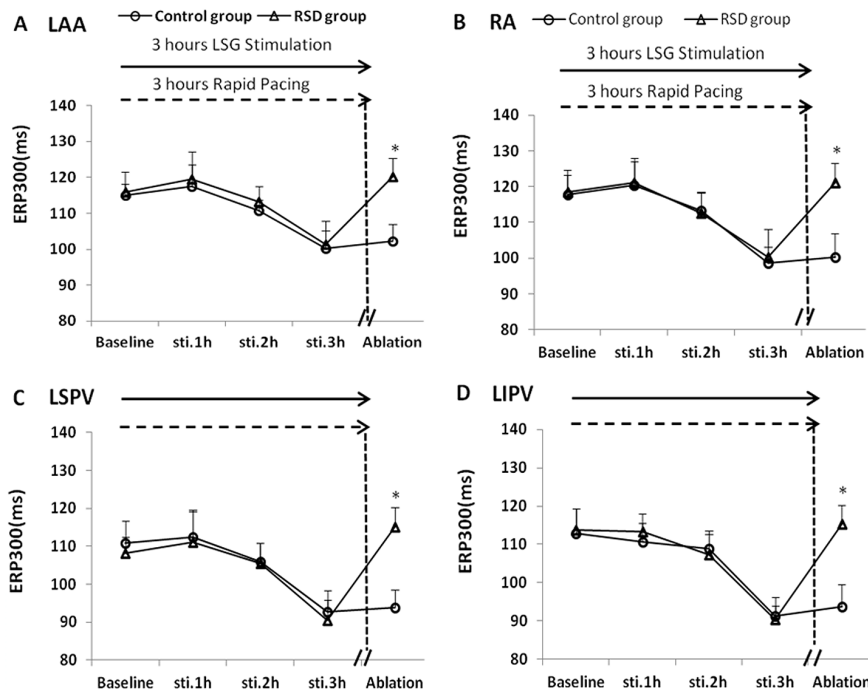 A LAA
Control group RSD group
3 hours LSG Stimulation
3 hours Rapid Pacing
ERP300(ms)
140
130
120
110
100
90
80
*
Baseline sti.1h sti.2h sti.3h Ablation
B RA
Control group RSD group
3 hours LSG Stimulation
3 hours Rapid Pacing
ERP300(ms)
140
130
120
110
100
90
80
*
Baseline sti.1h sti.2h sti.3h Ablation
C LSPV
ERP300(ms)
140
130
120
110
100
90
80
*
Baseline sti.1h sti.2h sti.3h Ablation
D LIPV
ERP300(ms)
140
130
120
110
100
90
80
*
Baseline sti.1h sti.2h sti.3h Ablation